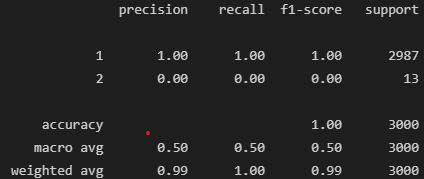 precision recall f1-score support
1 1.00 1.00 1.00 2987
2 0.00 0.00 0.00 13
accuracy 1.00 3000
macro avg 0.50 0.50 0.50 3000
weighted avg 0.99 1.00 0.99 3000